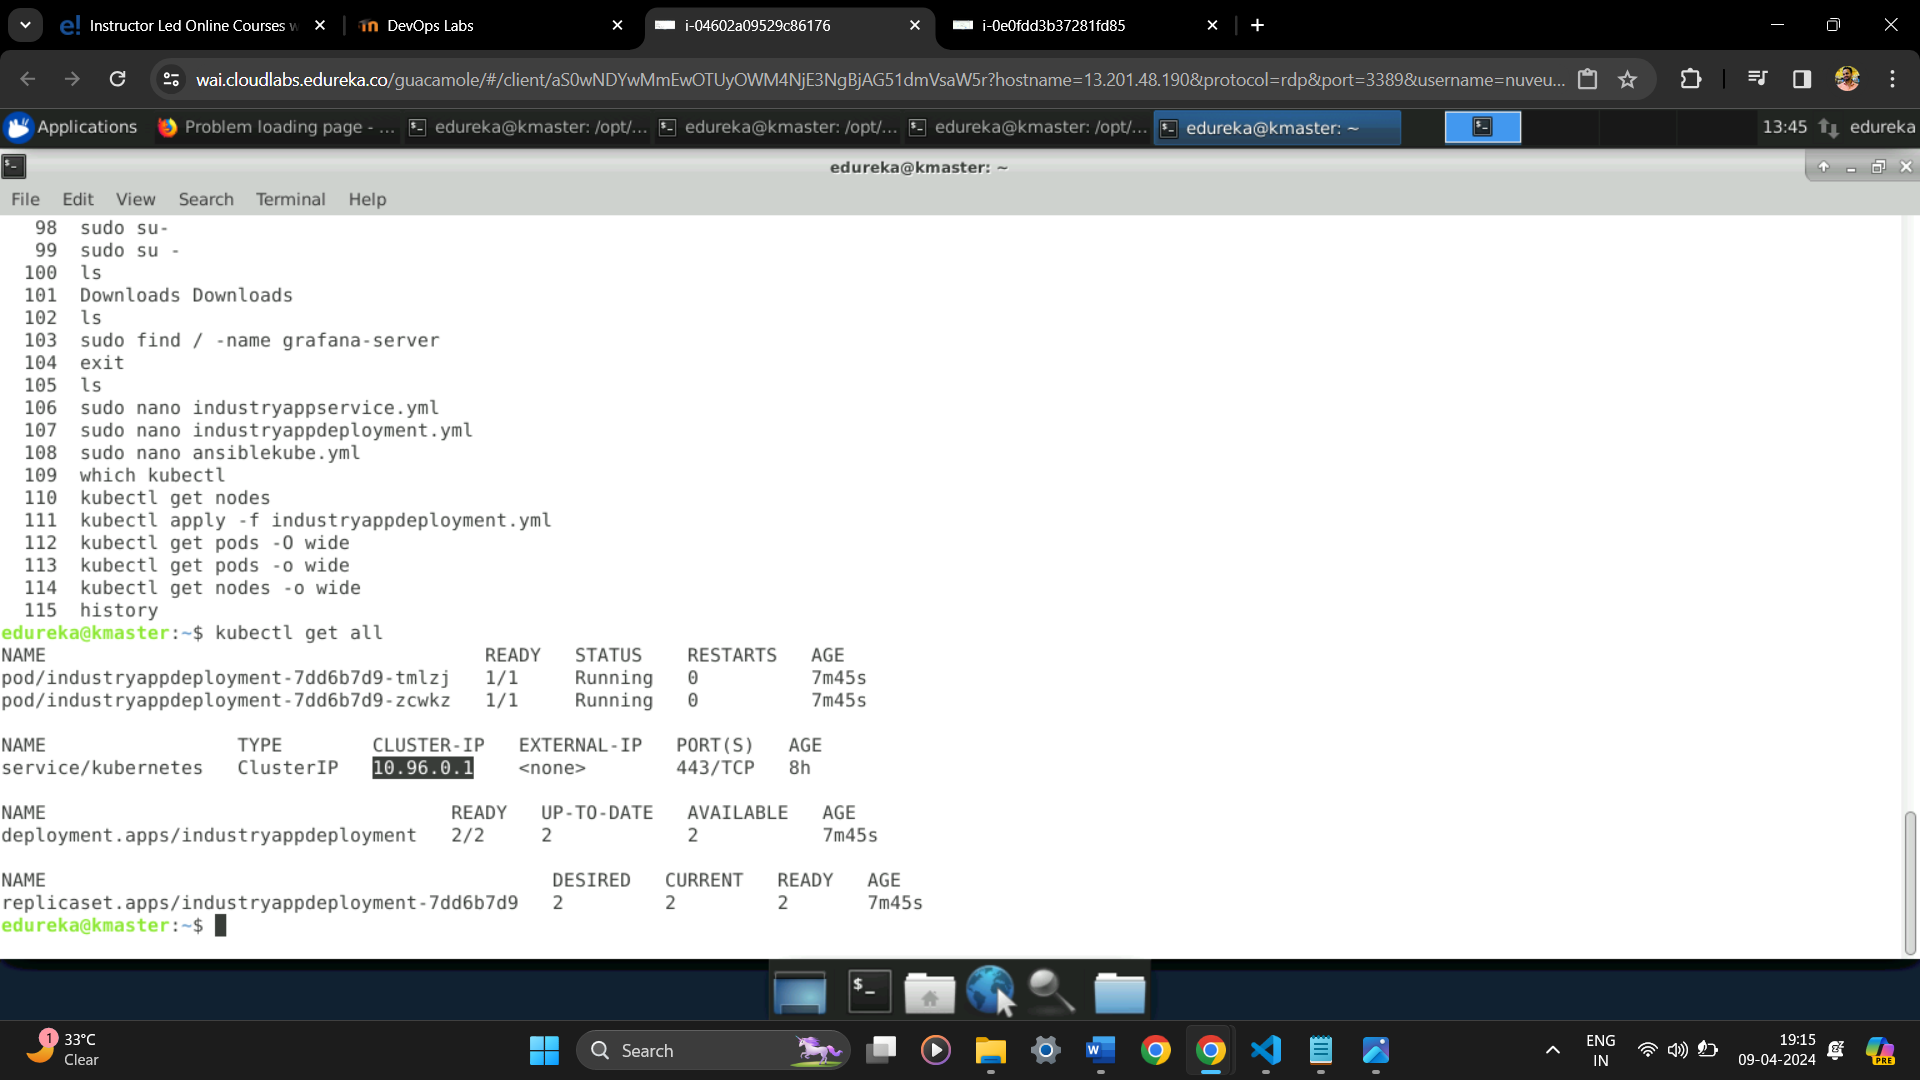 Instructor Led Online Courses w
DevOps Labs
i-04602a09529c86176
i-0e0fdd3b37281fd85
wai.cloudlabs.edureka.co/guacamole/#/client/aS0wNDYwMmEwOTUyOWM4NjE3NgBjAG51dmVsaW5r?hostname=13.201.48.190&protocol=rdp&port=3389&username=nuveu...
Applications
Problem loading page - ...
edureka@kmaster: /opt/...
edureka@kmaster: /opt/...
edureka@kmaster: /opt/...
edureka@kmaster: ~
13:45
edureka
edureka@kmaster: ~
File Edit View Search Terminal Help
98 sudo su-
99 sudo su -
100 ls
101 Downloads Downloads
102 ls
103 sudo find / -name grafana-server
104 exit
105 ls
106 sudo nano industryappservice.yml
107 sudo nano industryappdeployment.yml
108 sudo nano ansiblekube.yml
109 which kubectl
110 kubectl get nodes
111 kubectl apply -f industryappdeployment.yml
112 kubectl get pods -O wide
113 kubectl get pods -o wide
114 kubectl get nodes -o wide
115 history
edureka@kmaster:~$ kubectl get all
NAME READY STATUS RESTARTS AGE
pod/industryappdeployment-7dd6b7d9-tmlzj 1/1 Running 0 7m45s
pod/industryappdeployment-7dd6b7d9-zcwkz 1/1 Running 0 7m45s
NAME TYPE CLUSTER-IP EXTERNAL-IP PORT(S) AGE
service/kubernetes ClusterIP 10.96.0.1 <none> 443/TCP 8h
NAME READY UP-TO-DATE AVAILABLE AGE
deployment.apps/industryappdeployment 2/2 2 2 7m45s
NAME DESIRED CURRENT READY AGE
replicaset.apps/industryappdeployment-7dd6b7d9 2 2 2 7m45s
edureka@kmaster:~$
1
33°C
Clear
Search
ENG
IN
19:15
09-04-2024
PRE